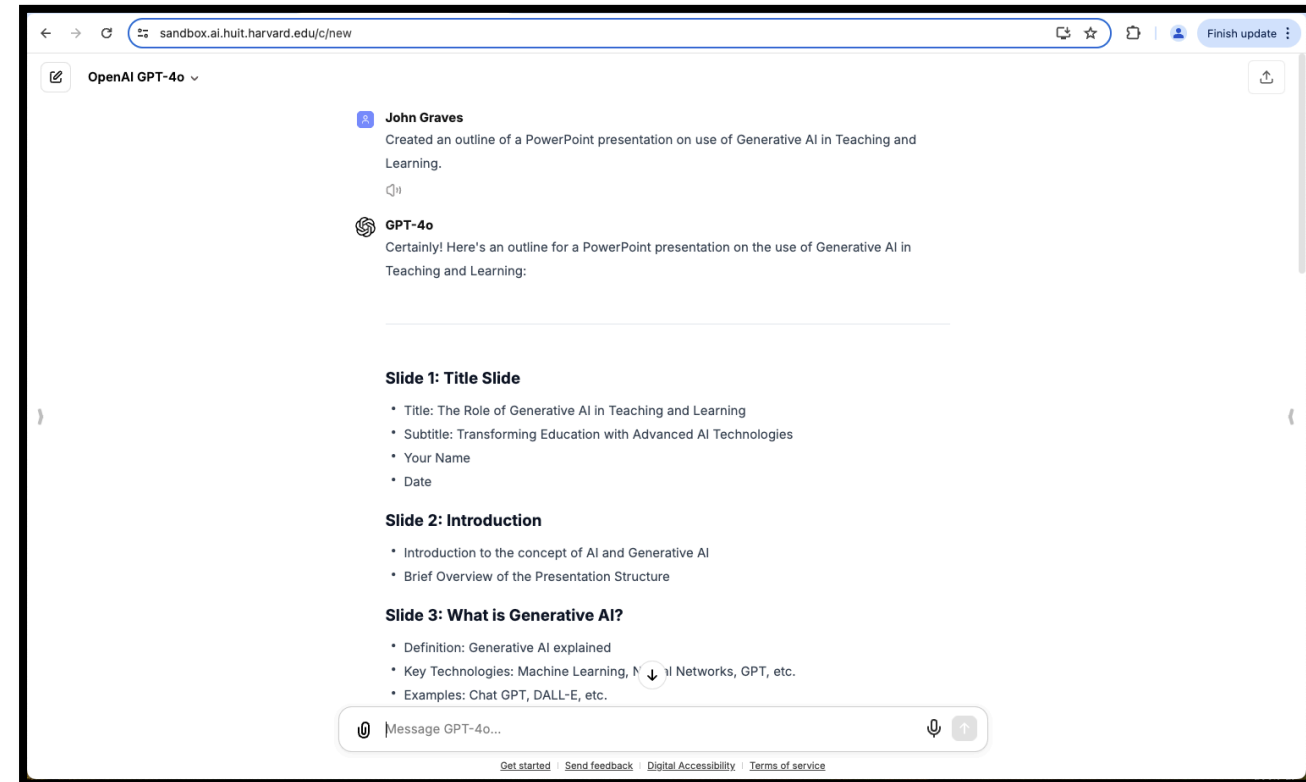 sandbox.ai.huit.harvard.edu/c/new
Finish update
OpenAI GPT-4o
John Graves
Created an outline of a PowerPoint presentation on use of Generative AI in Teaching and
Learning.
GPT-4o
Certainly! Here's an outline for a PowerPoint presentation on the use of Generative AI in
Teaching and Learning:
Slide 1: Title Slide
• Title: The Role of Generative AI in Teaching and Learning
• Subtitle: Transforming Education with Advanced AI Technologies
• Your Name
• Date
Slide 2: Introduction
• Introduction to the concept of AI and Generative AI
• Brief Overview of the Presentation Structure
Slide 3: What is Generative AI?
• Definition: Generative AI explained
• Key Technologies: Machine Learning, Networks, GPT, etc.
• Examples: Chat GPT, DALL-E, etc.
Message GPT-4o...
Get started | Send feedback | Digital Accessibility | Terms of service